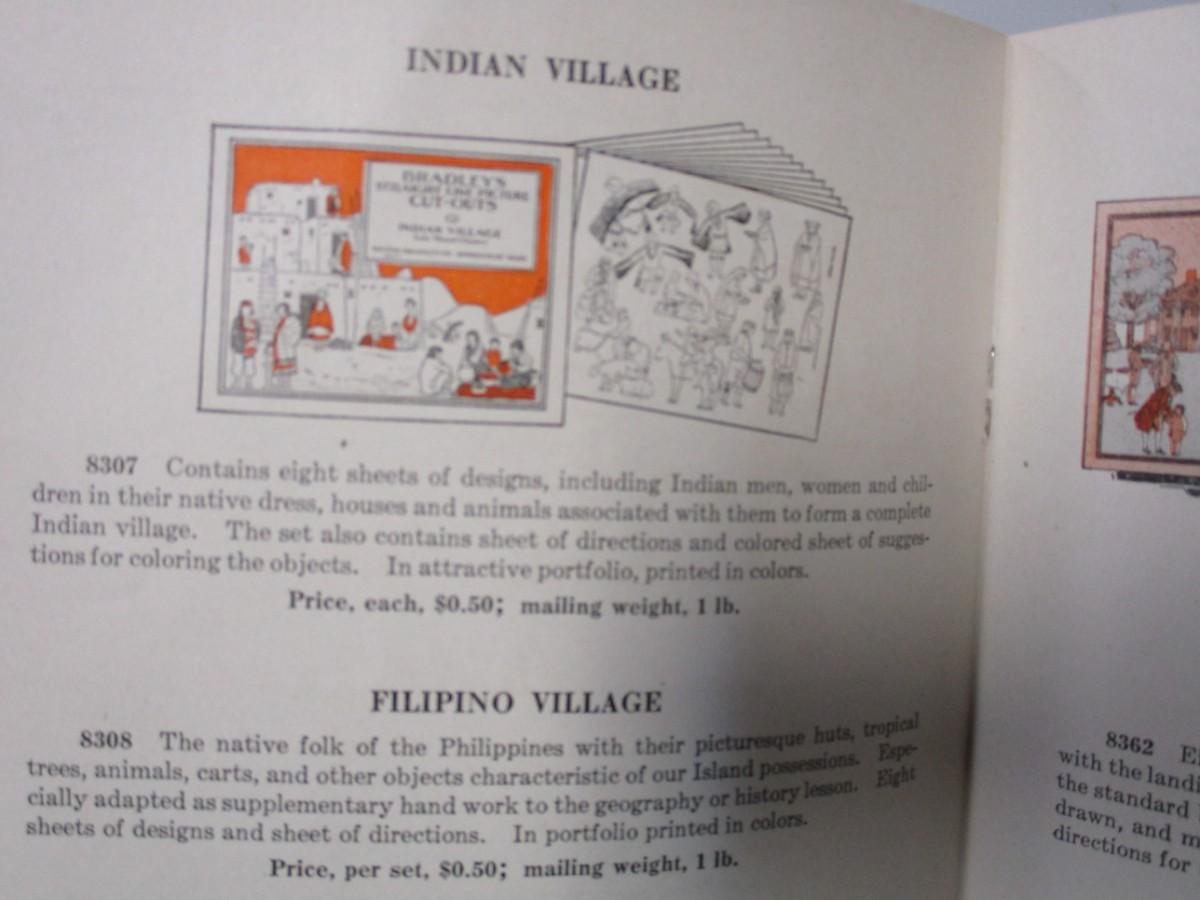 INDIAN VILLAGE
BRADLEY'S
STRAIGHT LINE PICTURE
CUT-OUTS
INDIAN VILLAGE
8307 Contains eight sheets of designs, including Indian men, women and chil-
dren in their native dress, houses and animals associated with them to form a complete
Indian village. The set also contains sheet of directions and colored sheet of sugges-
tions for coloring the objects. In attractive portfolio, printed in colors.
Price, each, $0.50; mailing weight, 1 lb.
FILIPINO VILLAGE
8308 The native folk of the Philippines with their picturesque huts, tropical
trees, animals, carts, and other objects characteristic of our Island possessions. Espe-
cially adapted as supplementary hand work to the geography or history lesson. Eight
sheets of designs and sheet of directions. In portfolio printed in colors.
Price, per set, $0.50; mailing weight, 1 lb.
8362
with the landi
the standard
drawn, and m
directions for